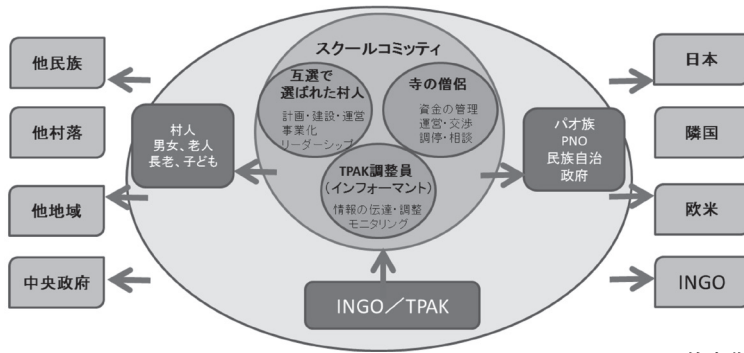 スクールコミッティ
互選で
選ばれた村人
計画・建設・運営
事業化
リーダーシップ
寺の僧侶
資金の管理
運営・交渉
調停・相談
TPAK調整員
（インフォーマント）
情報の伝達・調整
モニタリング
他民族
他村落
他地域
中央政府
村人
男女、老人
長老、子ども
パオ族
PNO
民族自治
政府
日本
隣国
欧米
INGO
INGO／TPAK